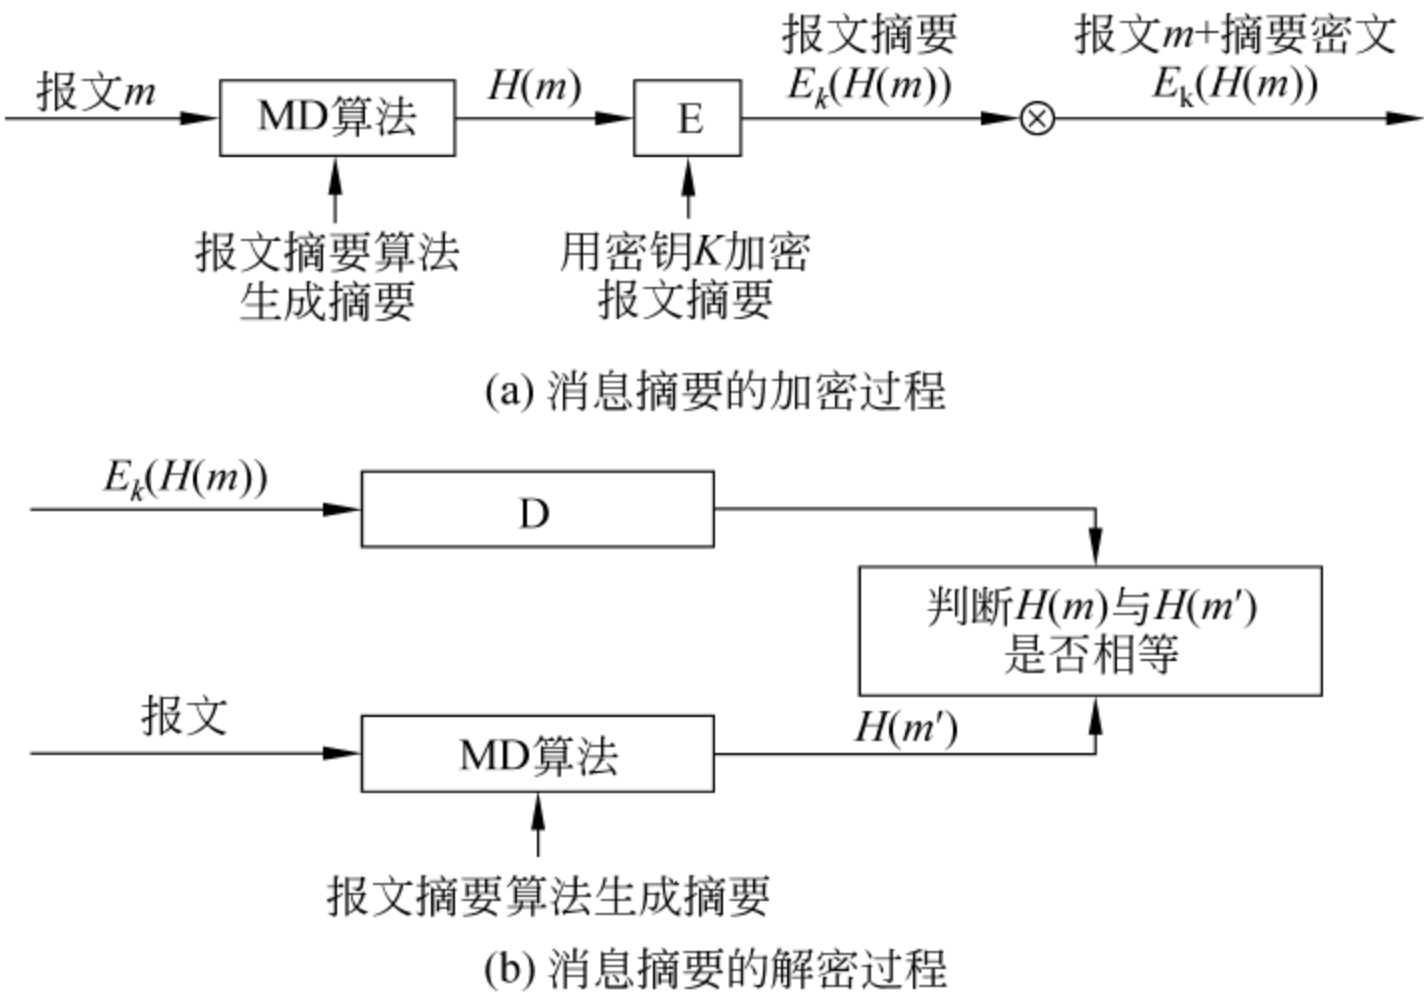 报文m
MD算法
H(m)
E
报文摘要
E_k(H(m))
报文m+摘要密文
E_k(H(m))
报文摘要算法
生成摘要
用密钥K加密
报文摘要
(a) 消息摘要的加密过程
E_k(H(m))
D
判断H(m)与H(m′)
是否相等
报文
MD算法
H(m′)
报文摘要算法生成摘要
(b) 消息摘要的解密过程